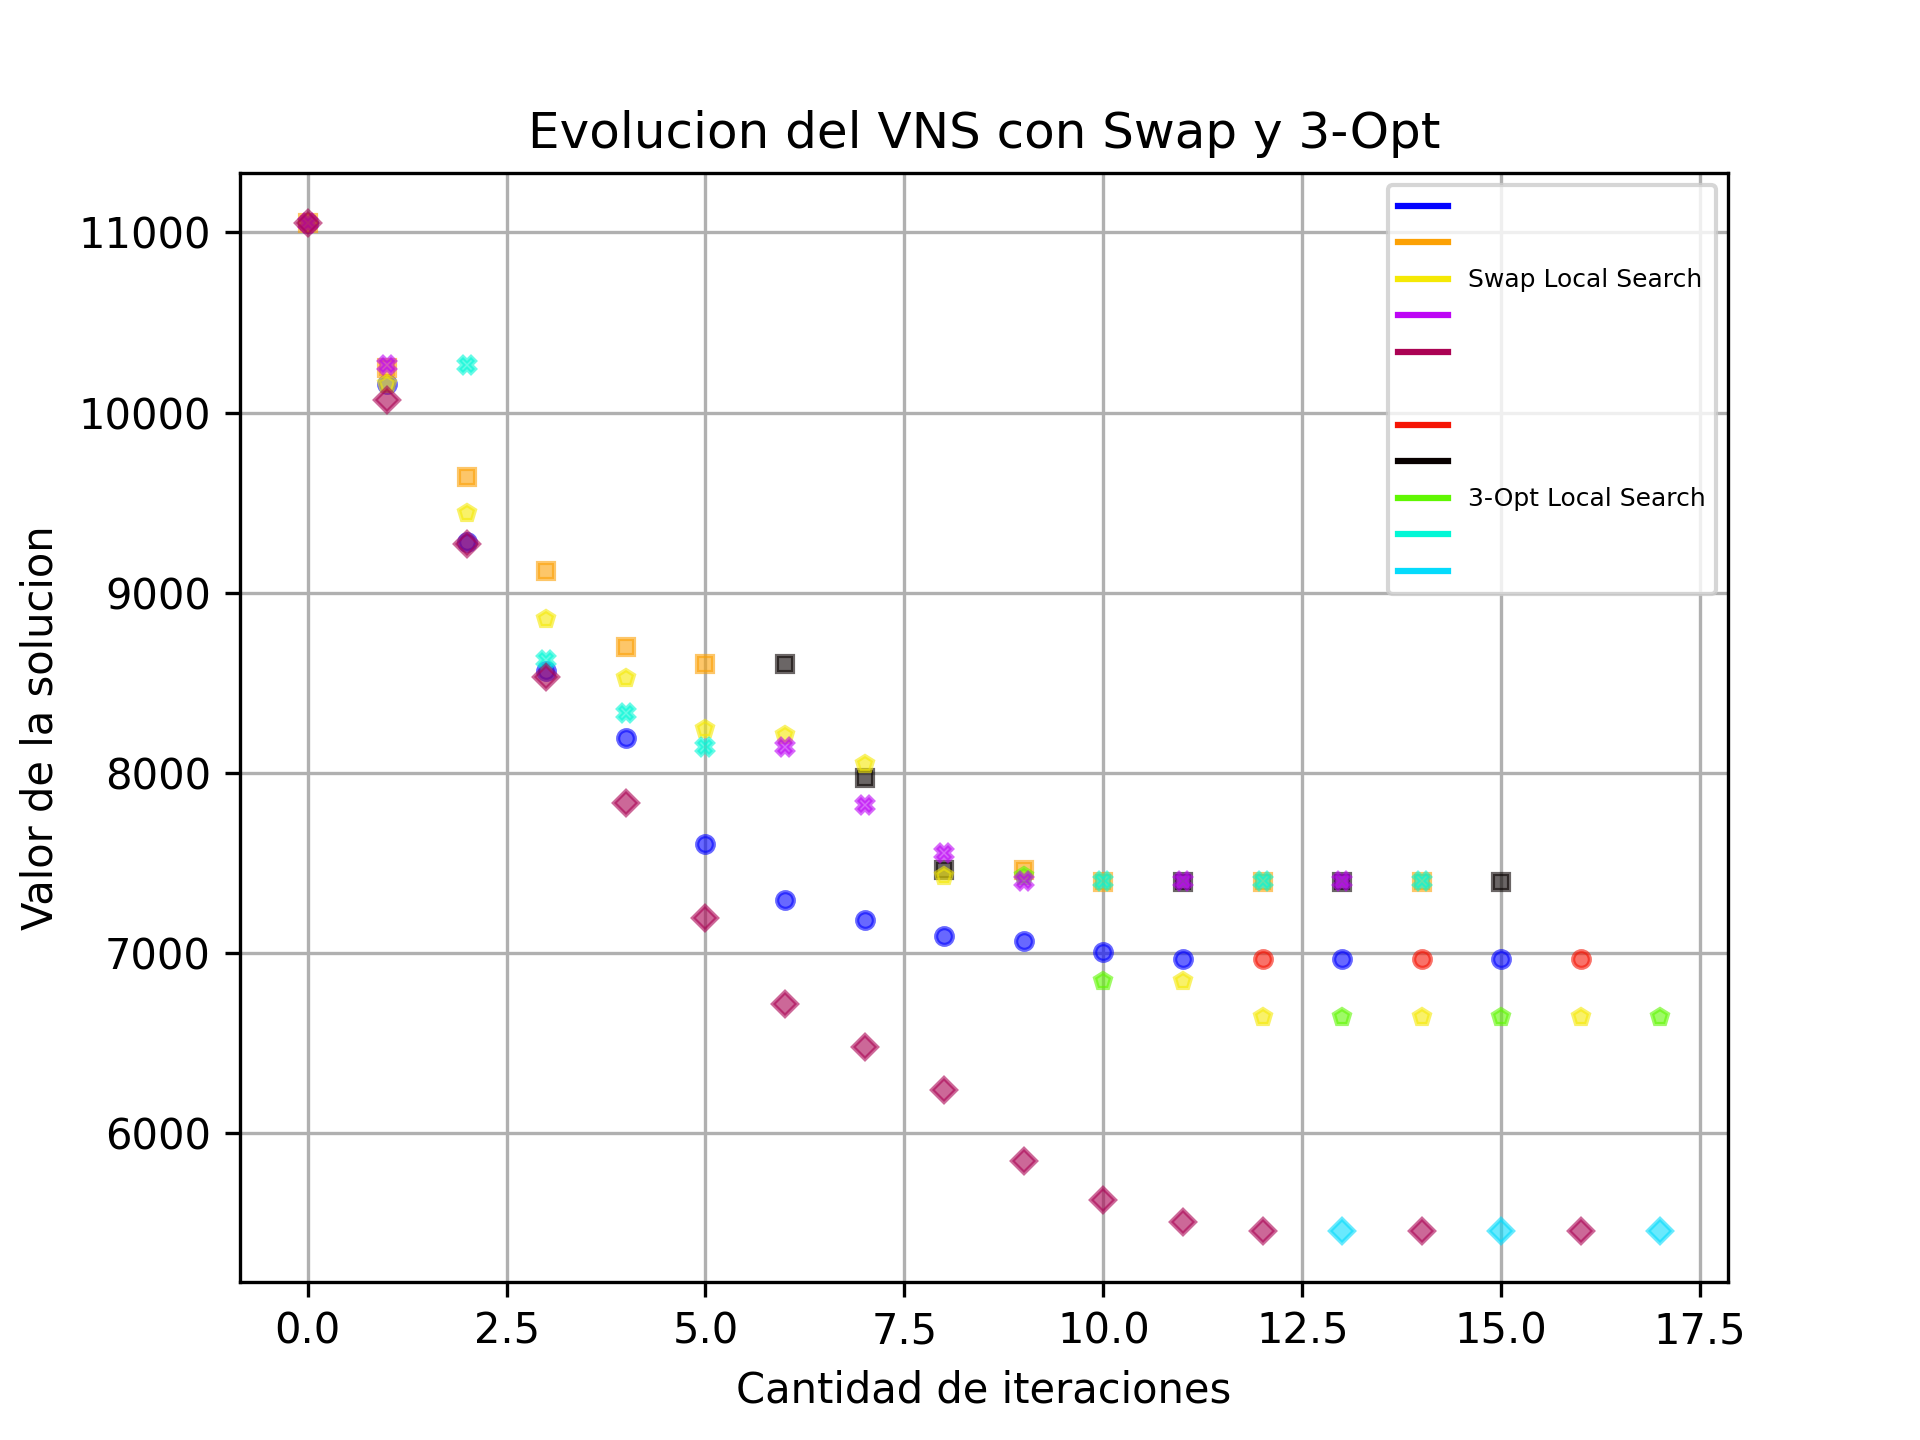 Evolucion del VNS con Swap y 3-Opt
Valor de la solucion
11000
10000
9000
8000
7000
6000
Swap Local Search
3-Opt Local Search
0.0 2.5 5.0 7.5 10.0 12.5 15.0 17.5
Cantidad de iteraciones